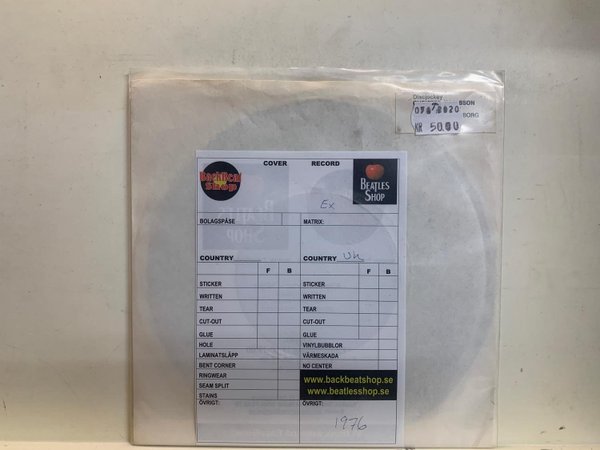 Discjockey
SSON
070 2020
BORG
KR 50.00
COVER RECORD
BackBeat Shop
BEATLES SHOP
Ex
BOLAGSPÅSE MATRIX:
COUNTRY COUNTRY UK
F B F B
STICKER STICKER
WRITTEN WRITTEN
TEAR TEAR
CUT-OUT CUT-OUT
GLUE GLUE
HOLE VINYLBUBBLOR
LAMINATSLÄPP VÄRMESKADA
BENT CORNER NO CENTER
RINGWEAR
SEAM SPLIT
STAINS
www.backbeatshop.se
www.beatlesshop.se
ÖVRIGT: ÖVRIGT:
1976